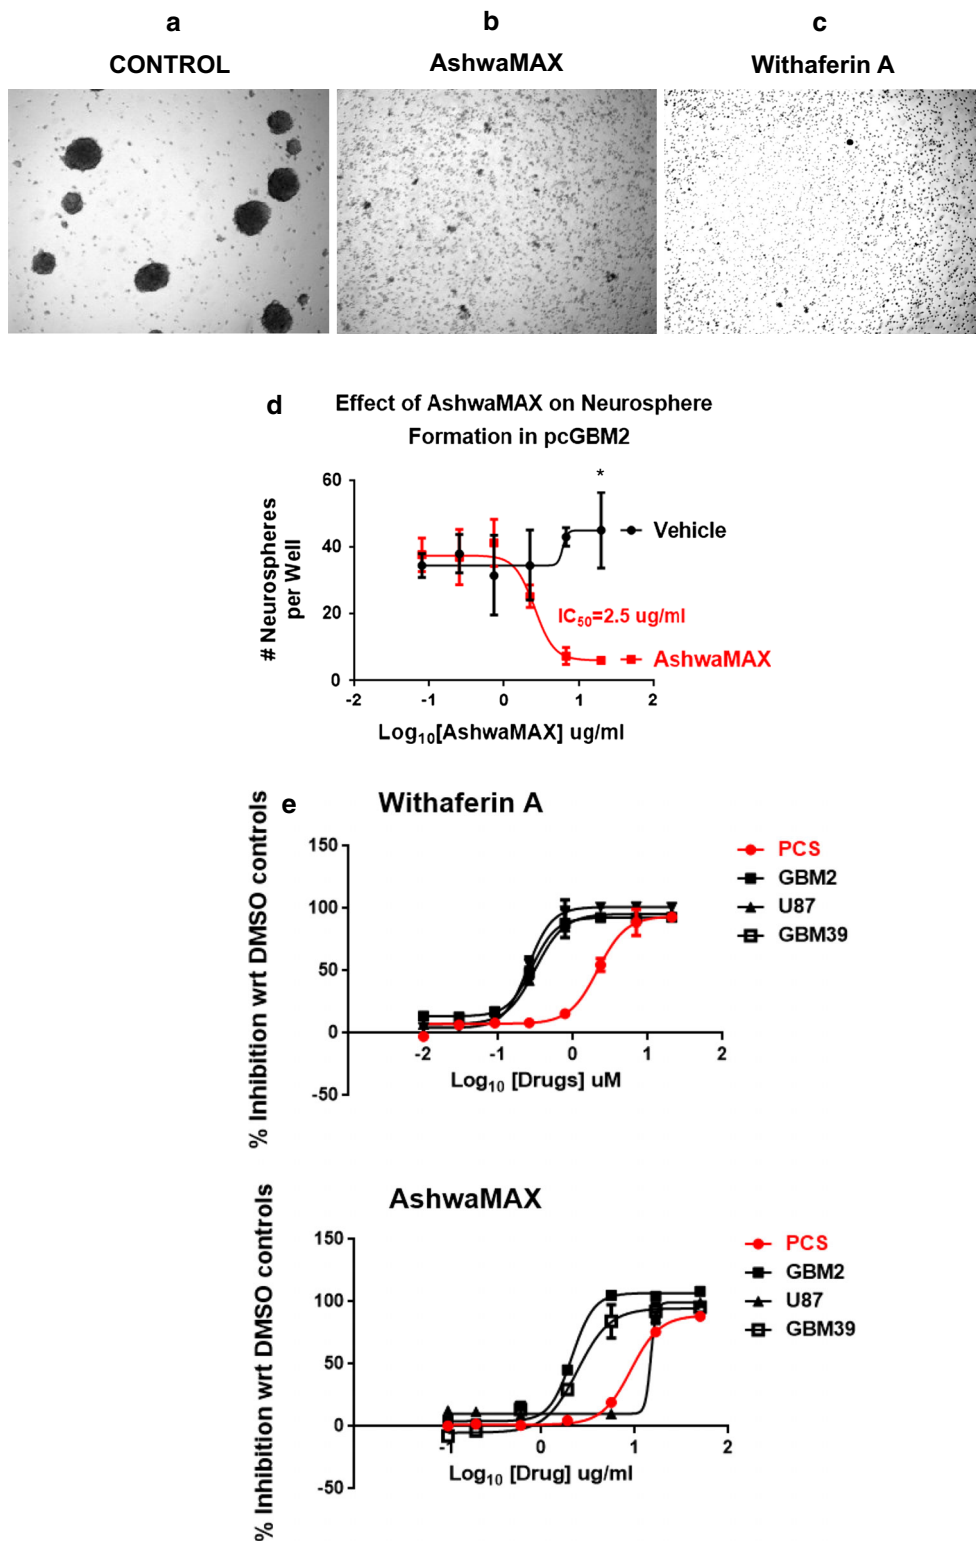 a
b
c
CONTROL
AshwaMAX
Withaferin A
d
Effect of AshwaMAX on Neurosphere
Formation in pcGBM2
# Neurospheres
per Well
60
40
20
0
*
Vehicle
IC50=2.5 ug/ml
AshwaMAX
-2
-1
0
1
2
Log10[AshwaMAX] ug/ml
e
Withaferin A
% Inhibition wrt DMSO controls
150
100
50
0
-50
PCS
GBM2
U87
GBM39
-2
-1
0
1
2
Log10 [Drugs] uM
AshwaMAX
% Inhibition wrt DMSO controls
150
100
50
0
-50
PCS
GBM2
U87
GBM39
-1
0
1
2
Log10 [Drug] ug/ml